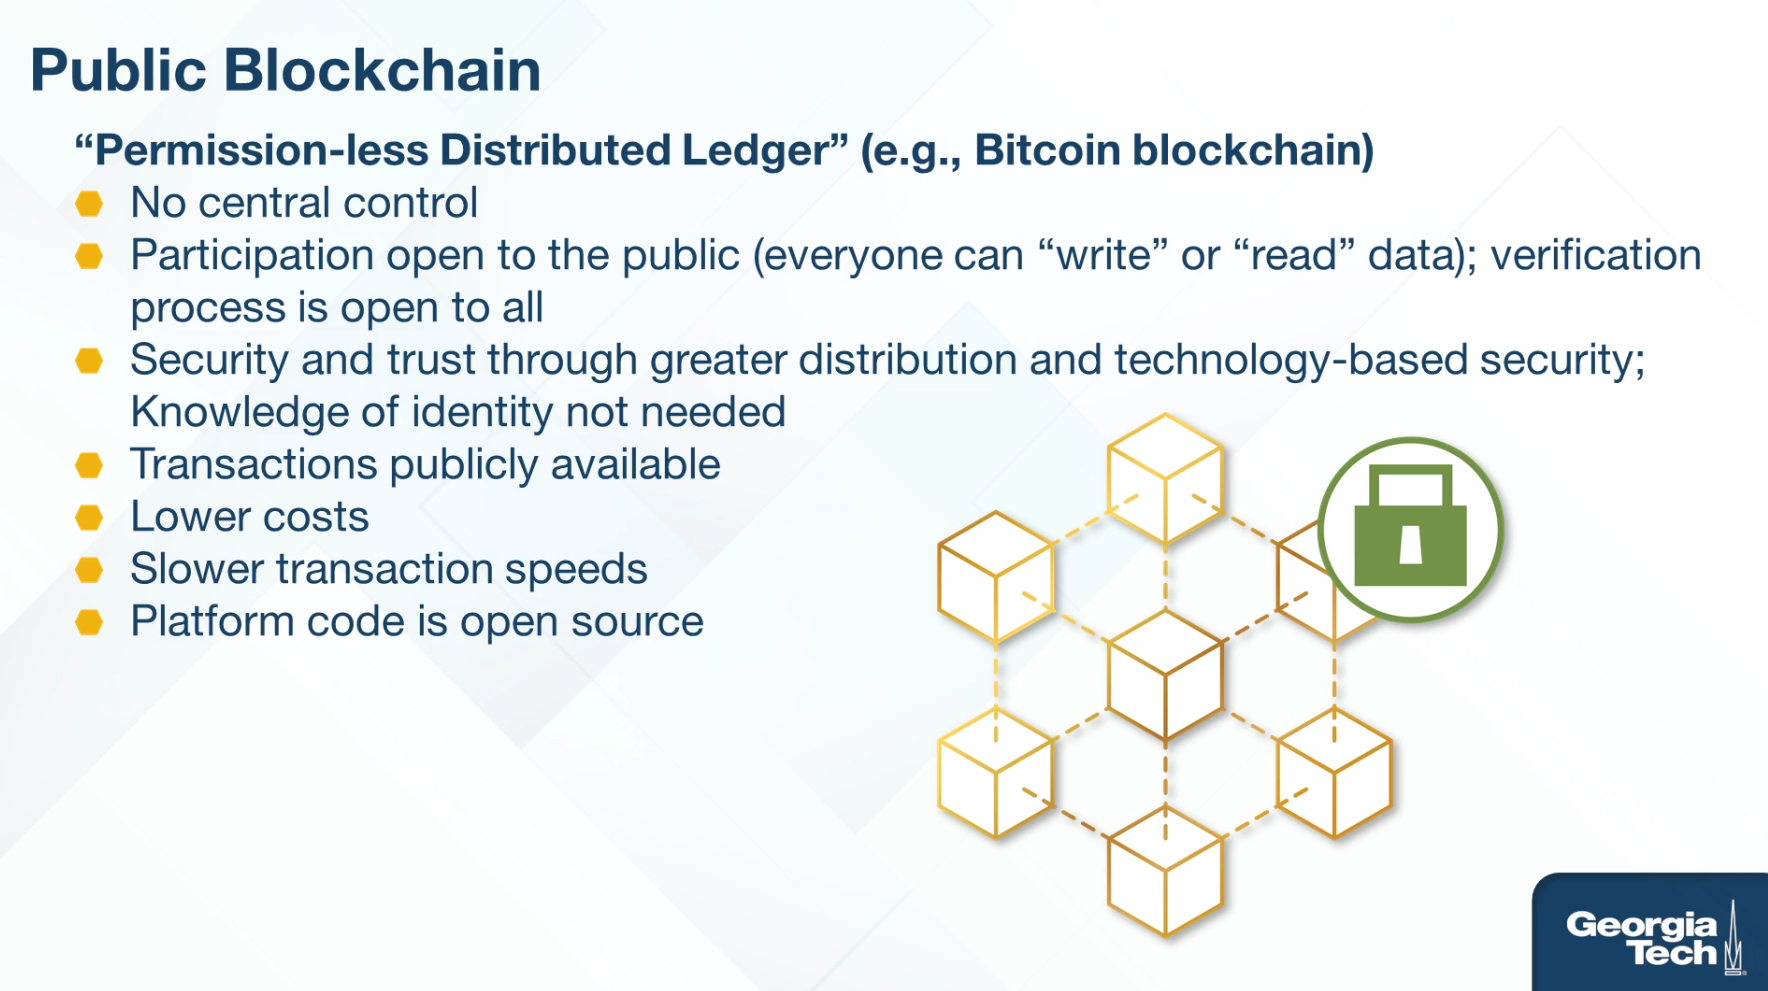 Public Blockchain
“Permission-less Distributed Ledger” (e.g., Bitcoin blockchain)
No central control
Participation open to the public (everyone can “write” or “read” data); verification
process is open to all
Security and trust through greater distribution and technology-based security;
Knowledge of identity not needed
Transactions publicly available
Lower costs
Slower transaction speeds
Platform code is open source
Georgia
Tech